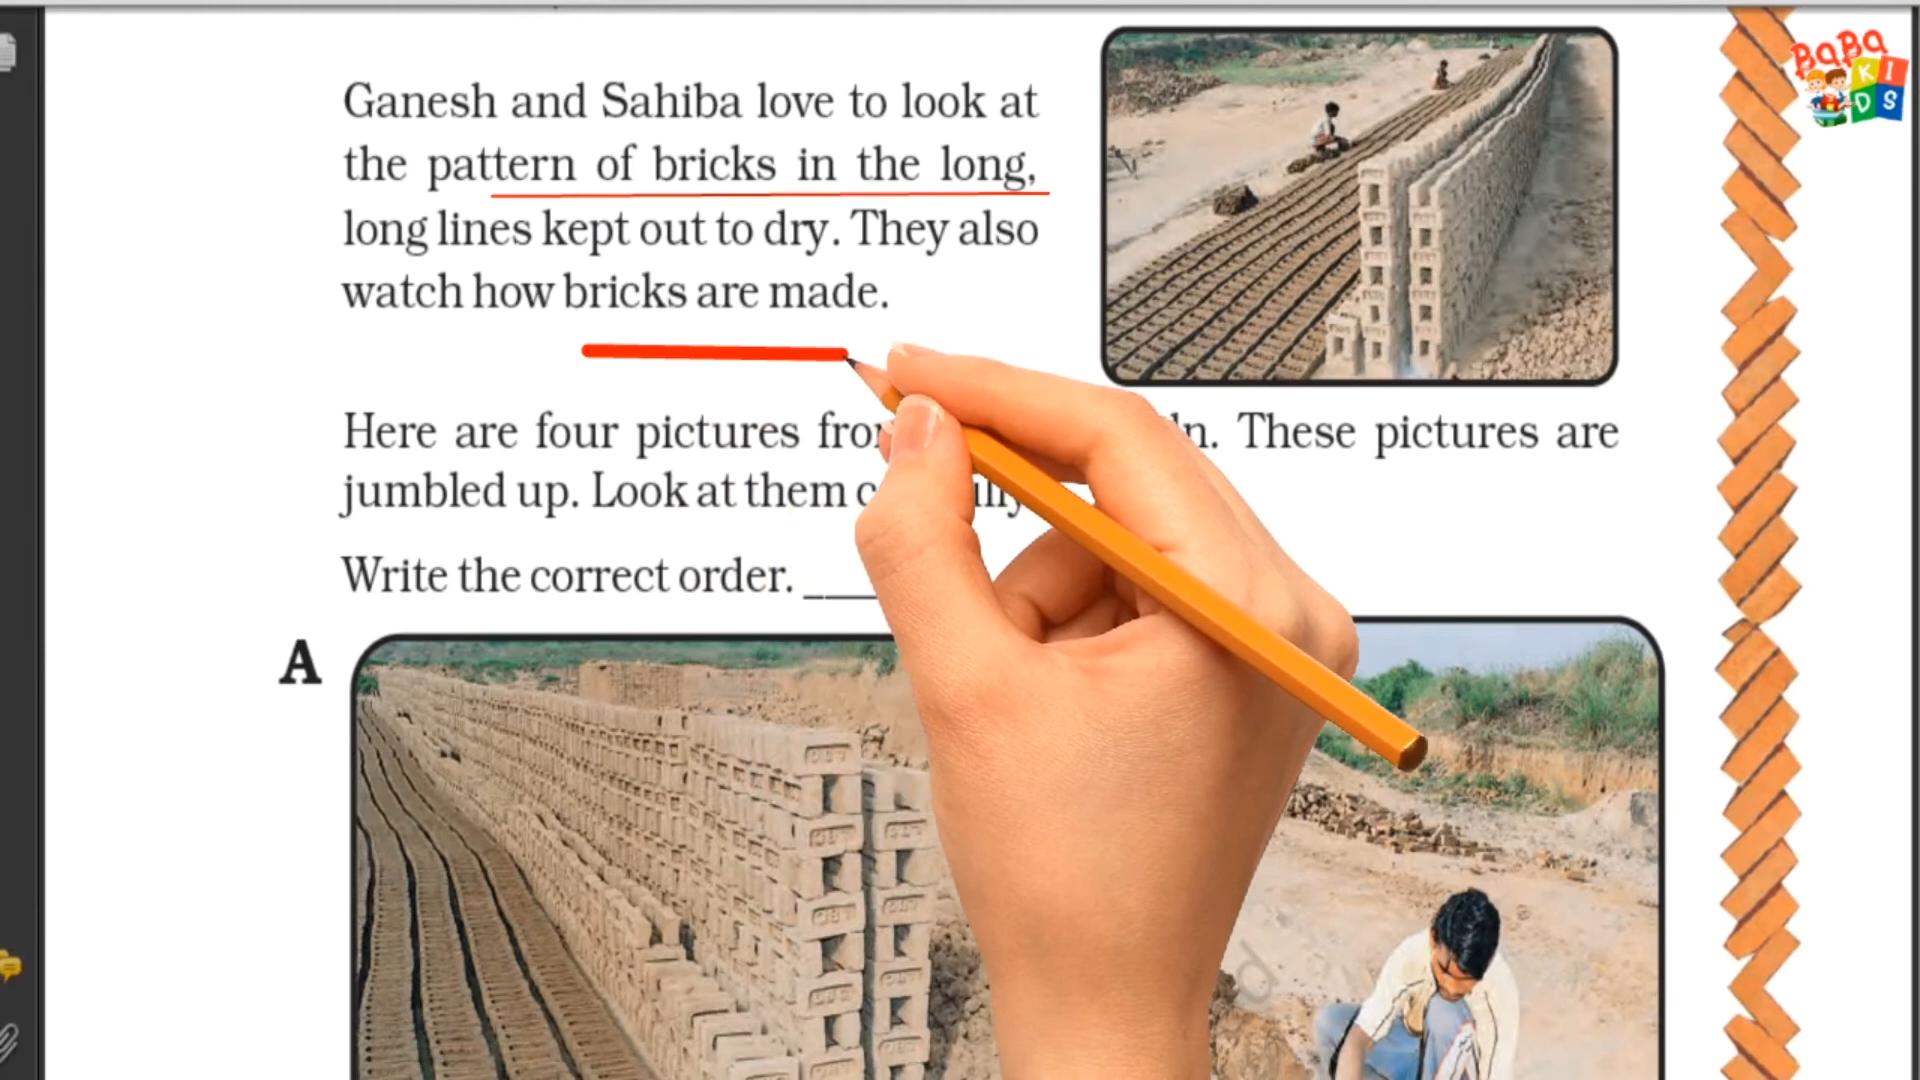 BaBa
KIDS
Ganesh and Sahiba love to look at
the pattern of bricks in the long,
long lines kept out to dry. They also
watch how bricks are made.
Here are four pictures . These pictures are
jumbled up. Look at them
Write the correct order.
A